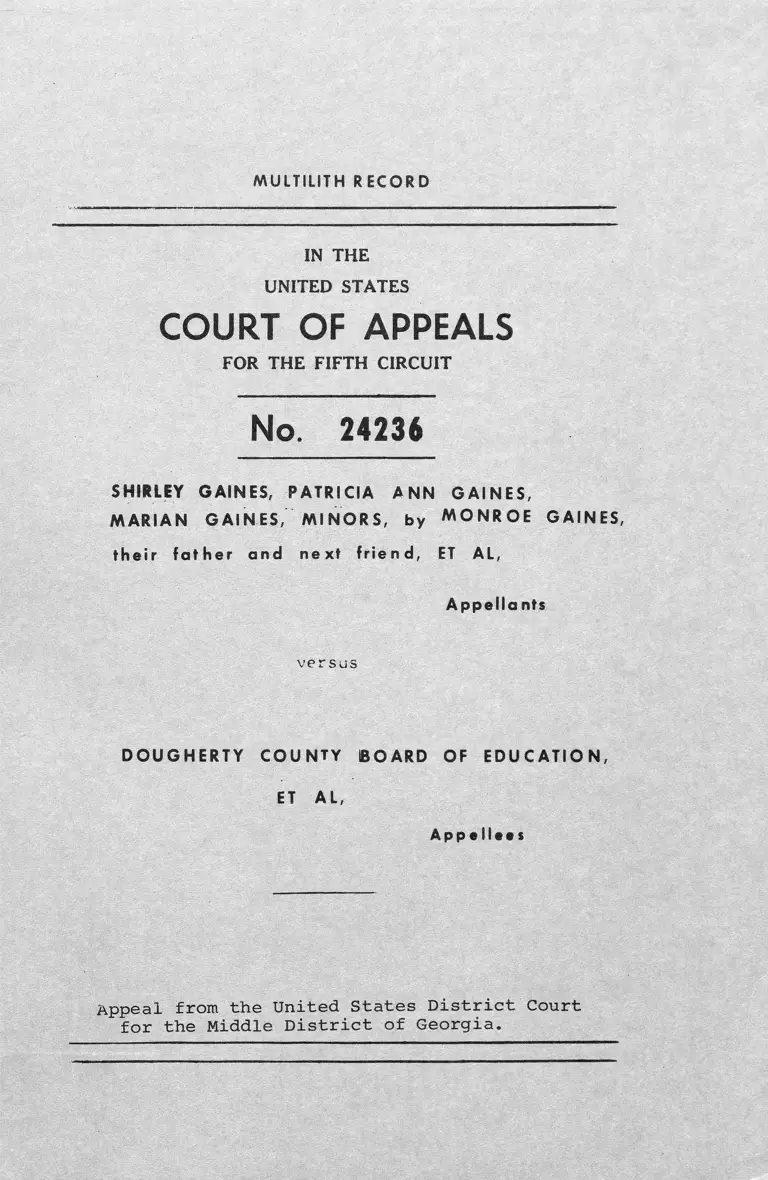 MULTILITH RECORD
IN THE
UNITED STATES
COURT OF APPEALS
FOR THE FIFTH CIRCUIT
No. 24236
SHIRLEY GAINES, PATRICIA ANN GAINES,
MARIAN GAINES, MINORS, by MONROE GAINES,
their father and next friend, ET AL,
Appellants
versus
DOUGHERTY COUNTY BOARD OF EDUCATION,
ET AL,
Appellees
Appeal from the United States District Court
for the Middle District of Georgia.